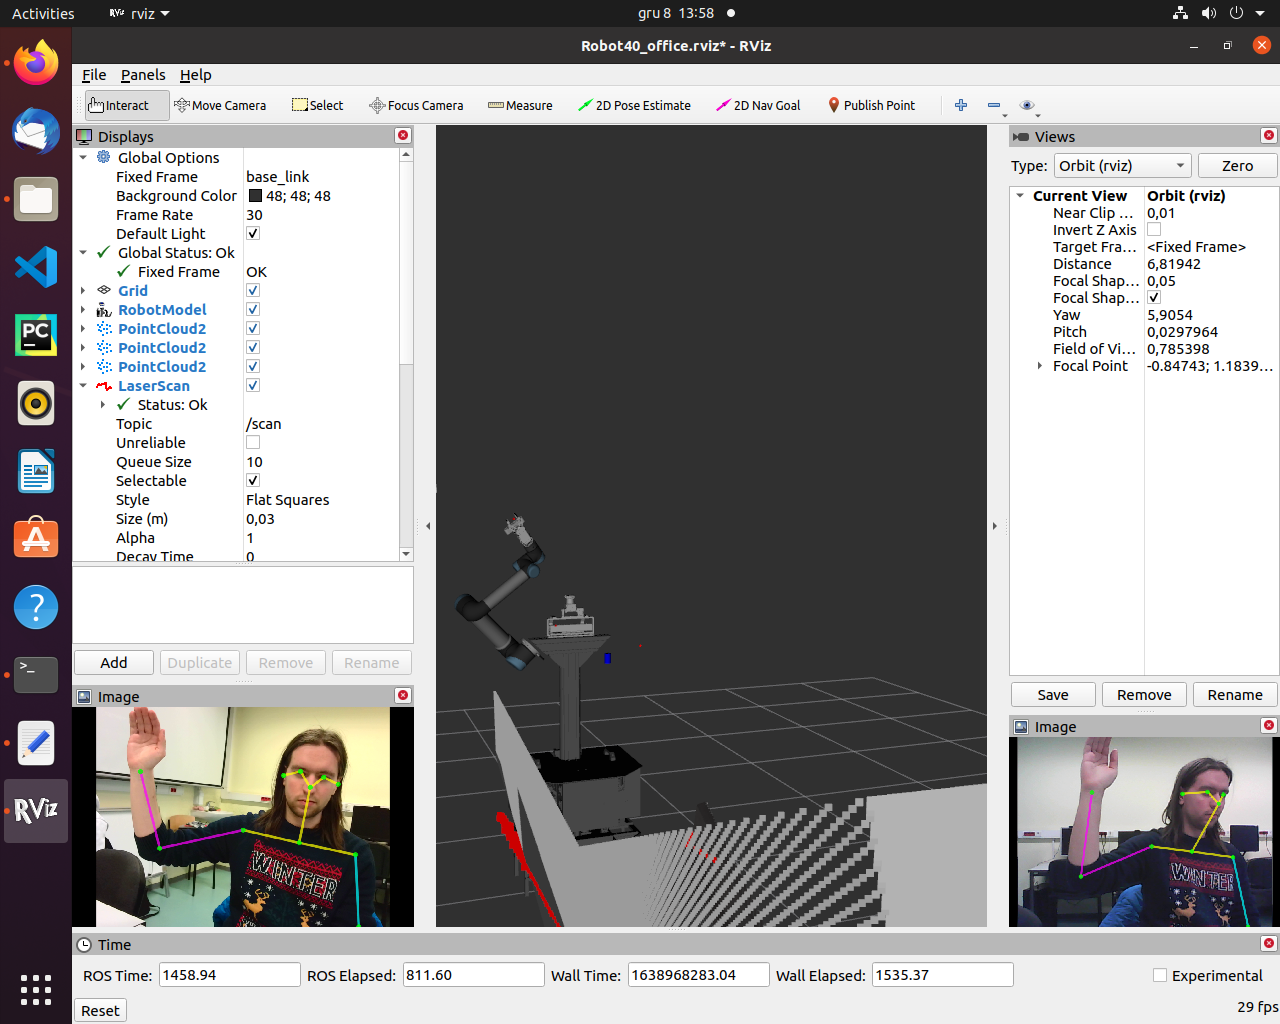 Activities
RViz
rviz
gru 8 13:58
Robot40_office.rviz* - RViz
File
Panels
Help
Interact
Move Camera
Select
Focus Camera
Measure
2D Pose Estimate
2D Nav Goal
Publish Point
Displays
Global Options
Fixed Frame
base_link
Background Color
48; 48; 48
Frame Rate
30
Default Light
Global Status: Ok
Fixed Frame
OK
Grid
RobotModel
PointCloud2
PointCloud2
PointCloud2
LaserScan
Status: Ok
Topic
/scan
Unreliable
Queue Size
10
Selectable
Style
Flat Squares
Size (m)
0,03
Alpha
1
Decay Time
0
Add
Duplicate
Remove
Rename
Image
WINTER
Views
Type:
Orbit (rviz)
Zero
Current View
Orbit (rviz)
Near Clip ...
0,01
Invert Z Axis
Target Fra...
<Fixed Frame>
Distance
6,81942
Focal Shap...
0,05
Focal Shap...
Yaw
5,9054
Pitch
0,0297964
Field of Vi...
0,785398
Focal Point
-0.84743; 1.1839...
Save
Remove
Rename
Image
WINTER
PC
>_
?
RViz
Time
ROS Time:
1458.94
ROS Elapsed:
811.60
Wall Time:
1638968283.04
Wall Elapsed:
1535.37
Experimental
Reset
29 fps